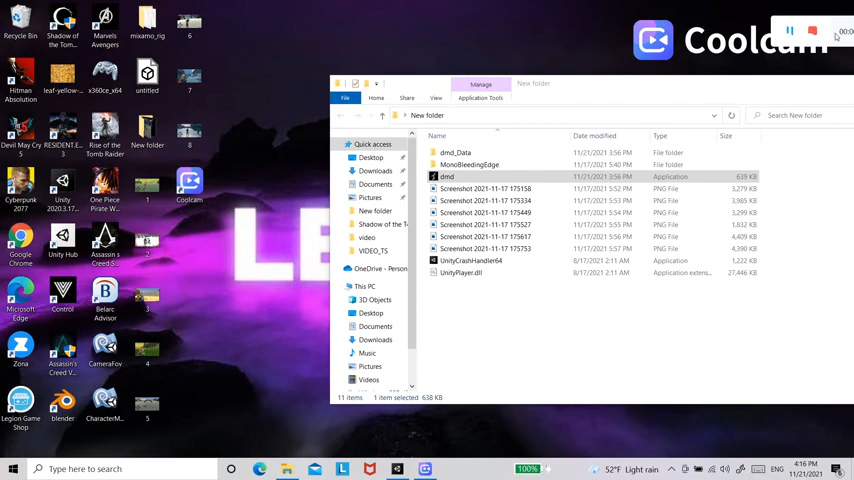 Recycle Bin
Shadow of the Tom...
Marvels Avengers
mixamo_rig
6
Hitman Absolution
leaf-yellow-...
x360ce_x64
untitled
7
Devil May Cry 5
RESIDENT.E... 3
Rise of the Tomb Raider
New folder
8
Cyberpunk 2077
Unity 2020.3.17...
One Piece Pirate W...
1
Coolcam
Google Chrome
Unity Hub
Assassin's Creed S...
2
Microsoft Edge
Control
Belarc Advisor
3
Zona
Assassin's Creed V...
CameraFov
4
Legion Game Shop
blender
CharacterM...
5
LE
Coolcam
00:0
Manage
New folder
File
Home
Share
View
Application Tools
New folder
Search New folder
Quick access
Desktop
Downloads
Documents
Pictures
New folder
Shadow of the T
video
VIDEO_TS
OneDrive - Person
This PC
3D Objects
Desktop
Documents
Downloads
Music
Pictures
Videos
Name Date modified Type Size
dmd_Data 11/21/2021 3:56 PM File folder
MonoBleedingEdge 11/17/2021 5:40 PM File folder
dmd 11/21/2021 3:56 PM Application 639 KB
Screenshot 2021-11-17 175158 11/17/2021 5:52 PM PNG File 3,279 KB
Screenshot 2021-11-17 175334 11/17/2021 5:53 PM PNG File 3,985 KB
Screenshot 2021-11-17 175449 11/17/2021 5:54 PM PNG File 3,299 KB
Screenshot 2021-11-17 175527 11/17/2021 5:55 PM PNG File 1,832 KB
Screenshot 2021-11-17 175617 11/17/2021 5:56 PM PNG File 4,409 KB
Screenshot 2021-11-17 175753 11/17/2021 5:57 PM PNG File 4,390 KB
UnityCrashHandler64 8/17/2021 2:11 AM Application 1,222 KB
UnityPlayer.dll 8/17/2021 2:11 AM Application extens... 27,446 KB
11 items 1 item selected 638 KB
Type here to search
100%
52°F Light rain
ENG
4:16 PM
11/21/2021